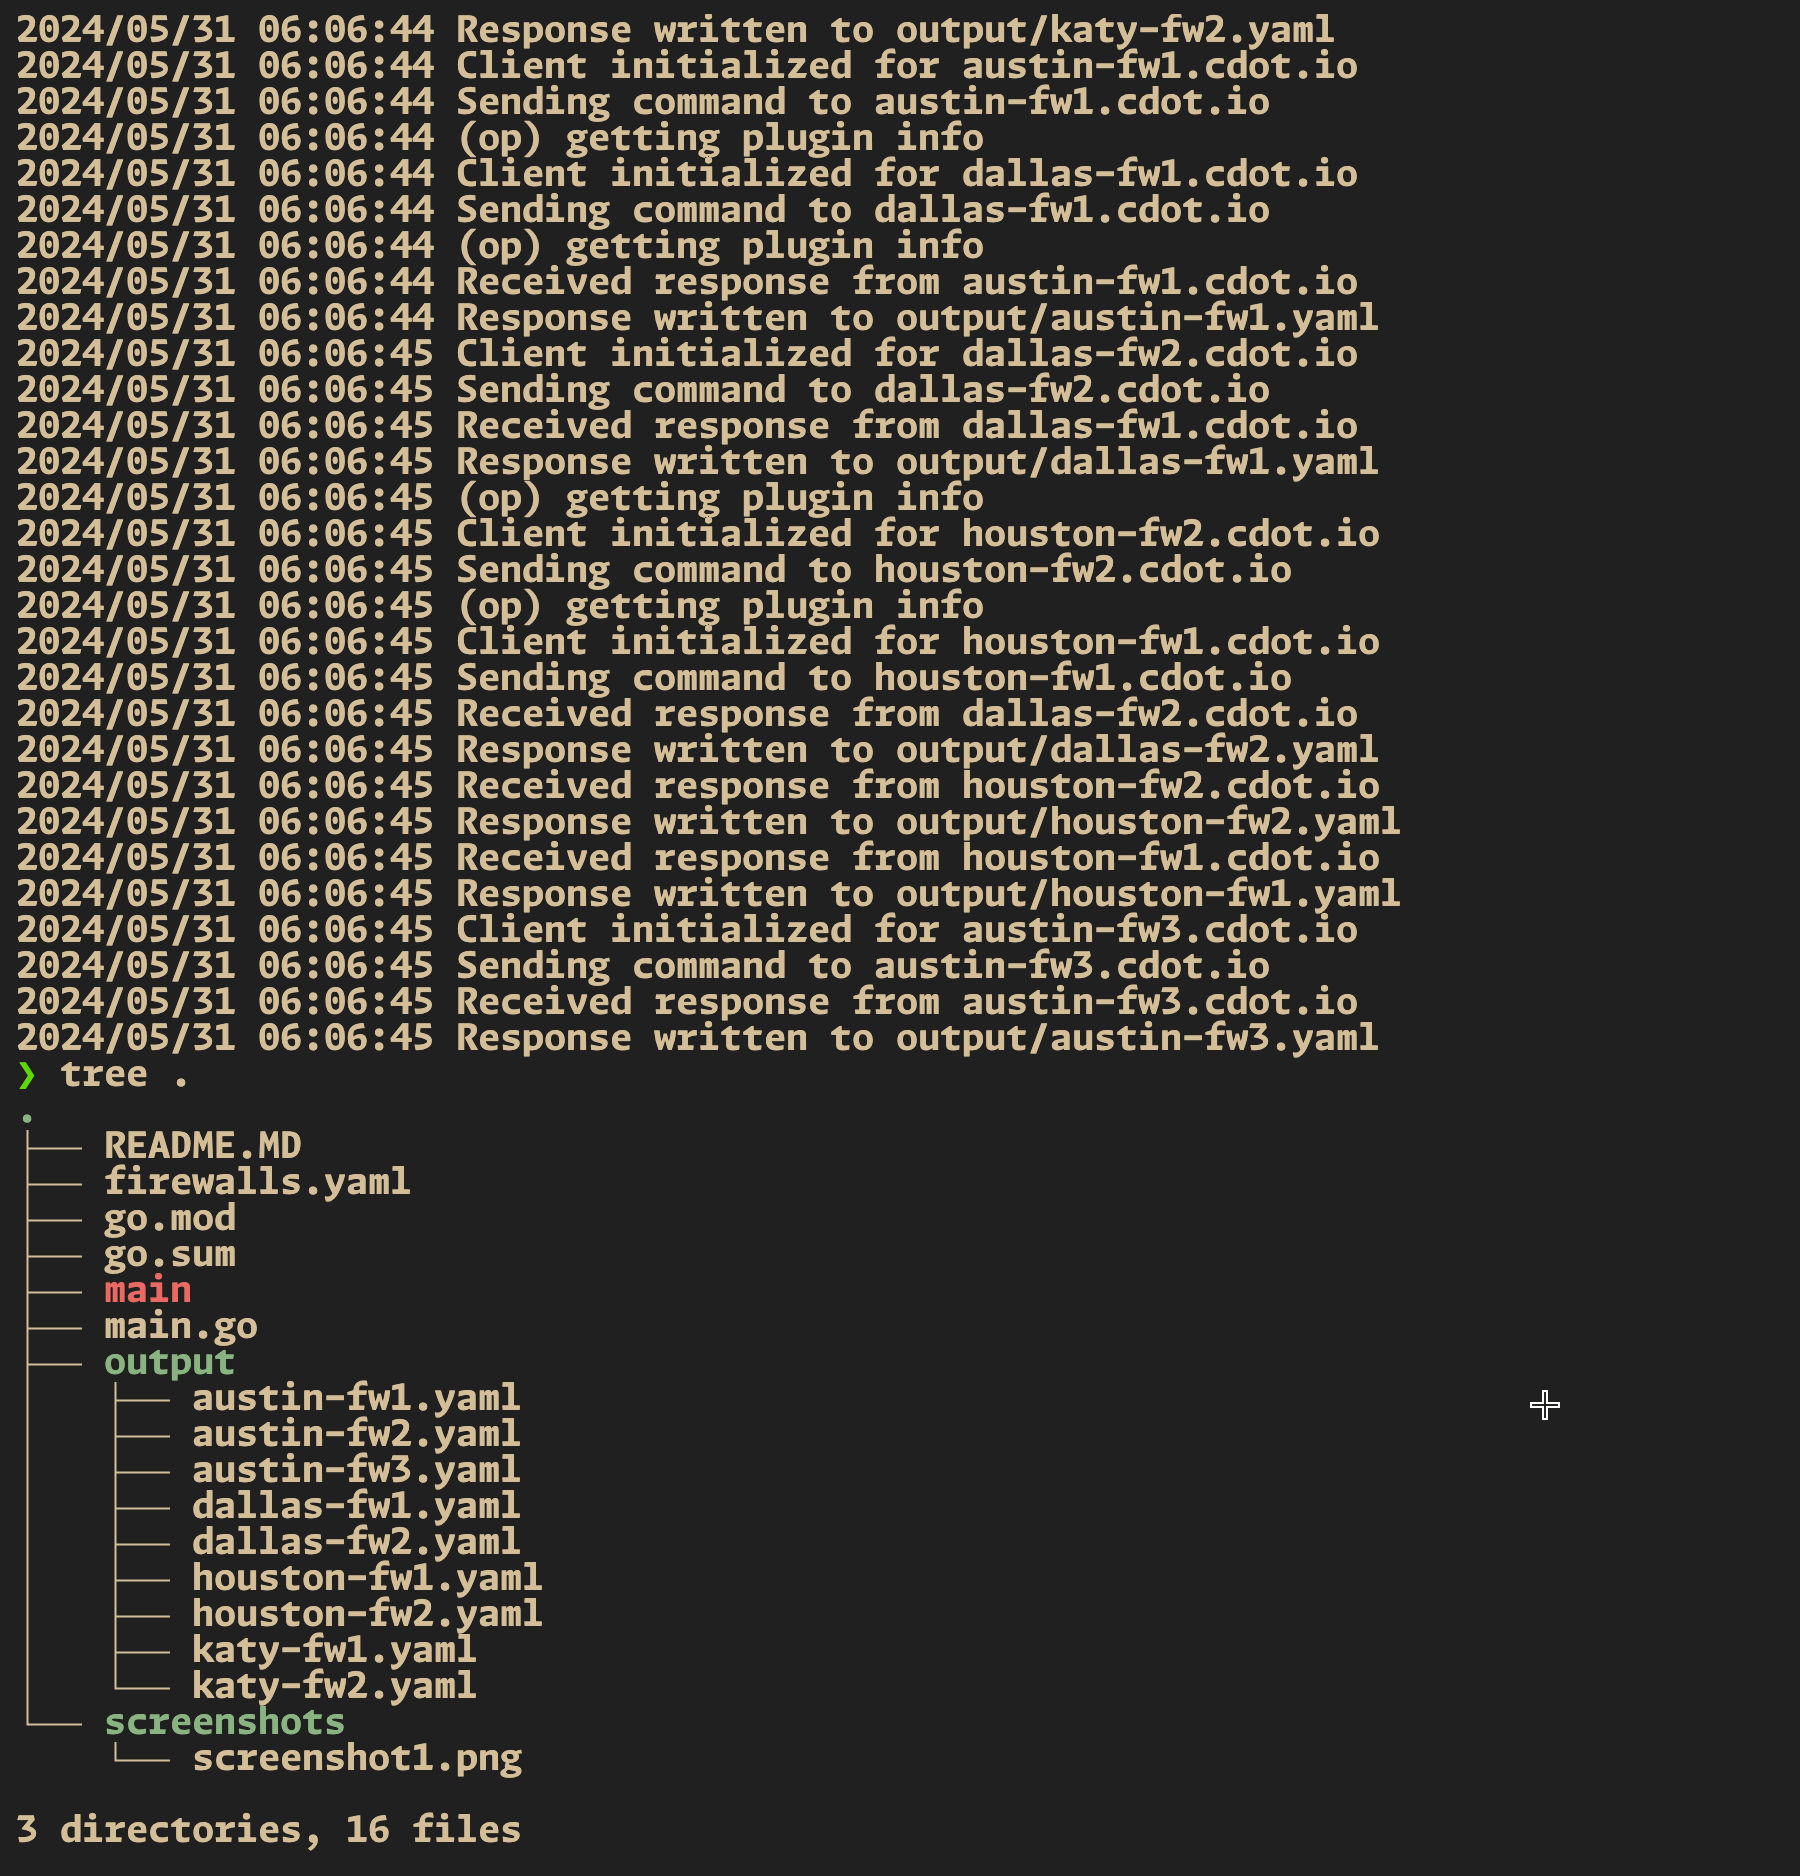 2024/05/31 06:06:44 Response written to output/katy-fw2.yaml
2024/05/31 06:06:44 Client initialized for austin-fw1.cdot.io
2024/05/31 06:06:44 Sending command to austin-fw1.cdot.io
2024/05/31 06:06:44 (op) getting plugin info
2024/05/31 06:06:44 Client initialized for dallas-fw1.cdot.io
2024/05/31 06:06:44 Sending command to dallas-fw1.cdot.io
2024/05/31 06:06:44 (op) getting plugin info
2024/05/31 06:06:44 Received response from austin-fw1.cdot.io
2024/05/31 06:06:44 Response written to output/austin-fw1.yaml
2024/05/31 06:06:45 Client initialized for dallas-fw2.cdot.io
2024/05/31 06:06:45 Sending command to dallas-fw2.cdot.io
2024/05/31 06:06:45 Received response from dallas-fw1.cdot.io
2024/05/31 06:06:45 Response written to output/dallas-fw1.yaml
2024/05/31 06:06:45 (op) getting plugin info
2024/05/31 06:06:45 Client initialized for houston-fw2.cdot.io
2024/05/31 06:06:45 Sending command to houston-fw2.cdot.io
2024/05/31 06:06:45 (op) getting plugin info
2024/05/31 06:06:45 Client initialized for houston-fw1.cdot.io
2024/05/31 06:06:45 Sending command to houston-fw1.cdot.io
2024/05/31 06:06:45 Received response from dallas-fw2.cdot.io
2024/05/31 06:06:45 Response written to output/dallas-fw2.yaml
2024/05/31 06:06:45 Received response from houston-fw2.cdot.io
2024/05/31 06:06:45 Response written to output/houston-fw2.yaml
2024/05/31 06:06:45 Received response from houston-fw1.cdot.io
2024/05/31 06:06:45 Response written to output/houston-fw1.yaml
2024/05/31 06:06:45 Client initialized for austin-fw3.cdot.io
2024/05/31 06:06:45 Sending command to austin-fw3.cdot.io
2024/05/31 06:06:45 Received response from austin-fw3.cdot.io
2024/05/31 06:06:45 Response written to output/austin-fw3.yaml
❯ tree .
.
├── README.MD
├── firewalls.yaml
├── go.mod
├── go.sum
├── main
├── main.go
├── output
│   ├── austin-fw1.yaml
│   ├── austin-fw2.yaml
│   ├── austin-fw3.yaml
│   ├── dallas-fw1.yaml
│   ├── dallas-fw2.yaml
│   ├── houston-fw1.yaml
│   ├── houston-fw2.yaml
│   ├── katy-fw1.yaml
│   └── katy-fw2.yaml
└── screenshots
    └── screenshot1.png
3 directories, 16 files